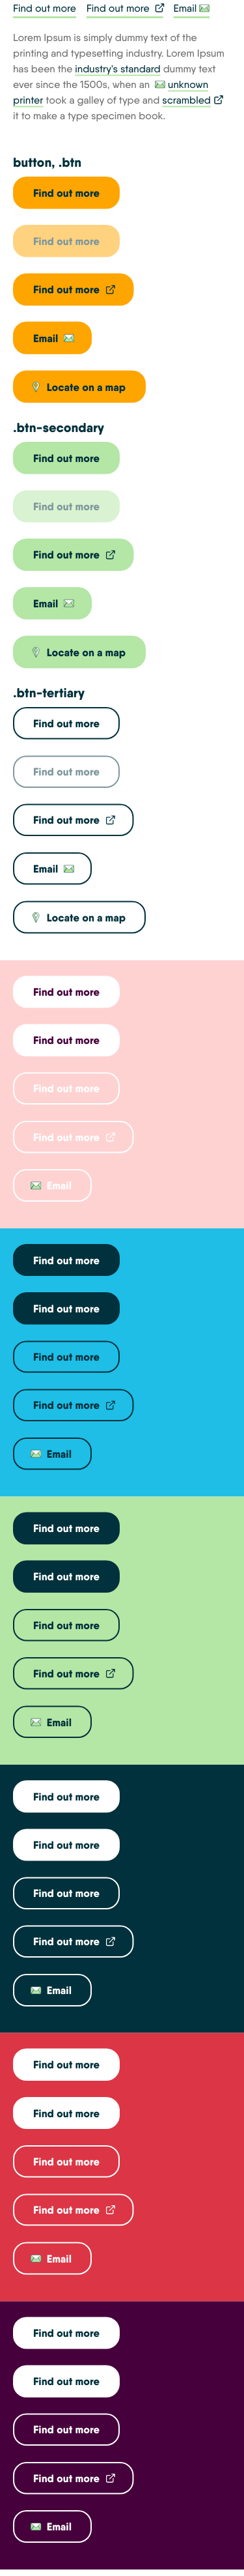 Find out more Find out more Email
Lorem Ipsum is simply dummy text of the
printing and typesetting industry. Lorem Ipsum
has been the industry's standard dummy text
ever since the 1500s, when an unknown
printer took a galley of type and scrambled
it to make a type specimen book.
button, .btn
Find out more
Find out more
Find out more
Email
Locate on a map
.btn-secondary
Find out more
Find out more
Find out more
Email
Locate on a map
.btn-tertiary
Find out more
Find out more
Find out more
Email
Locate on a map
Find out more
Find out more
Find out more
Find out more
Email
Find out more
Find out more
Find out more
Find out more
Email
Find out more
Find out more
Find out more
Find out more
Email
Find out more
Find out more
Find out more
Find out more
Email
Find out more
Find out more
Find out more
Find out more
Email
Find out more
Find out more
Find out more
Find out more
Email